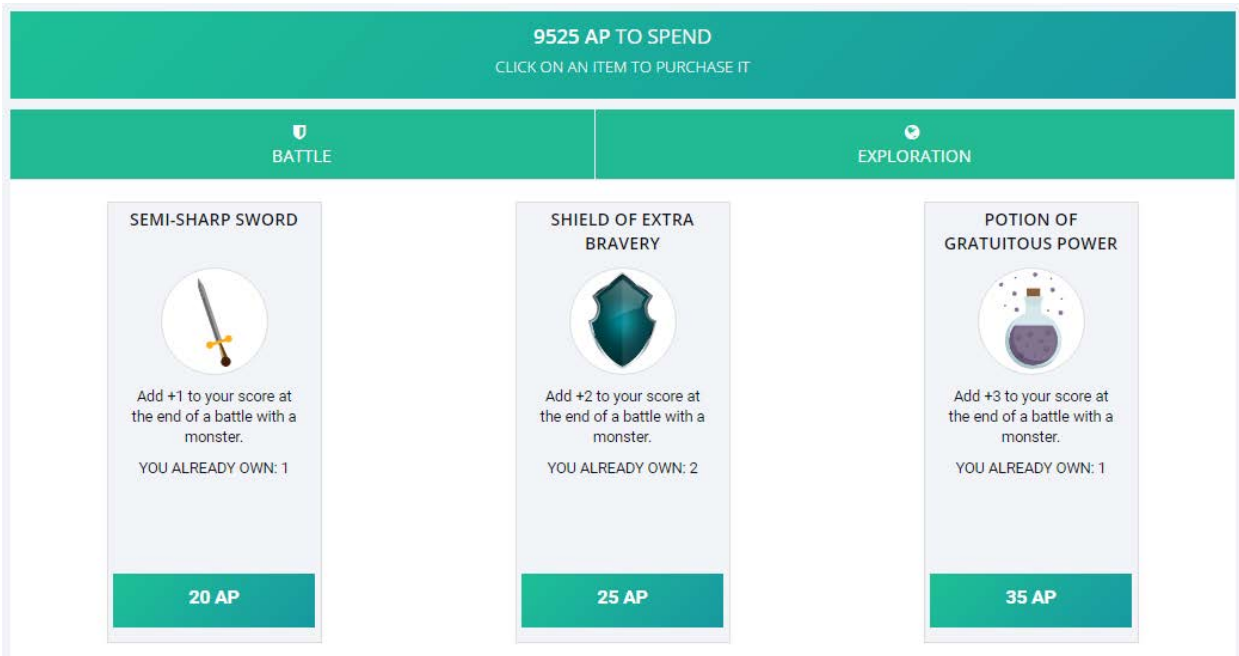 9525 AP TO SPEND
CLICK ON AN ITEM TO PURCHASE IT
BATTLE
EXPLORATION
SEMI-SHARP SWORD
Add +1 to your score at
the end of a battle with a
monster.
YOU ALREADY OWN: 1
20 AP
SHIELD OF EXTRA
BRAVERY
Add +2 to your score at
the end of a battle with a
monster.
YOU ALREADY OWN: 2
25 AP
POTION OF
GRATUITOUS POWER
Add +3 to your score at
the end of a battle with a
monster.
YOU ALREADY OWN: 1
35 AP